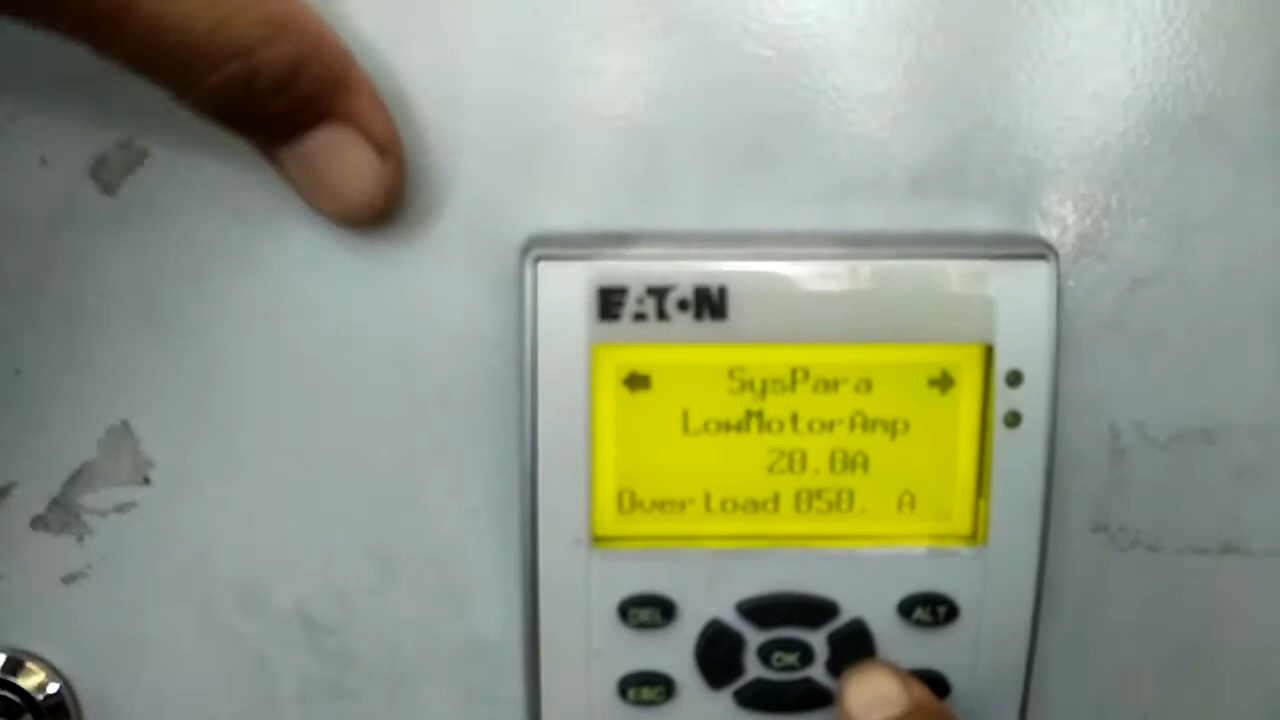 EATON
SysPara
LowMotorAmp
20.0A
Overload 050. A
DEL
ALT
OK
ESC